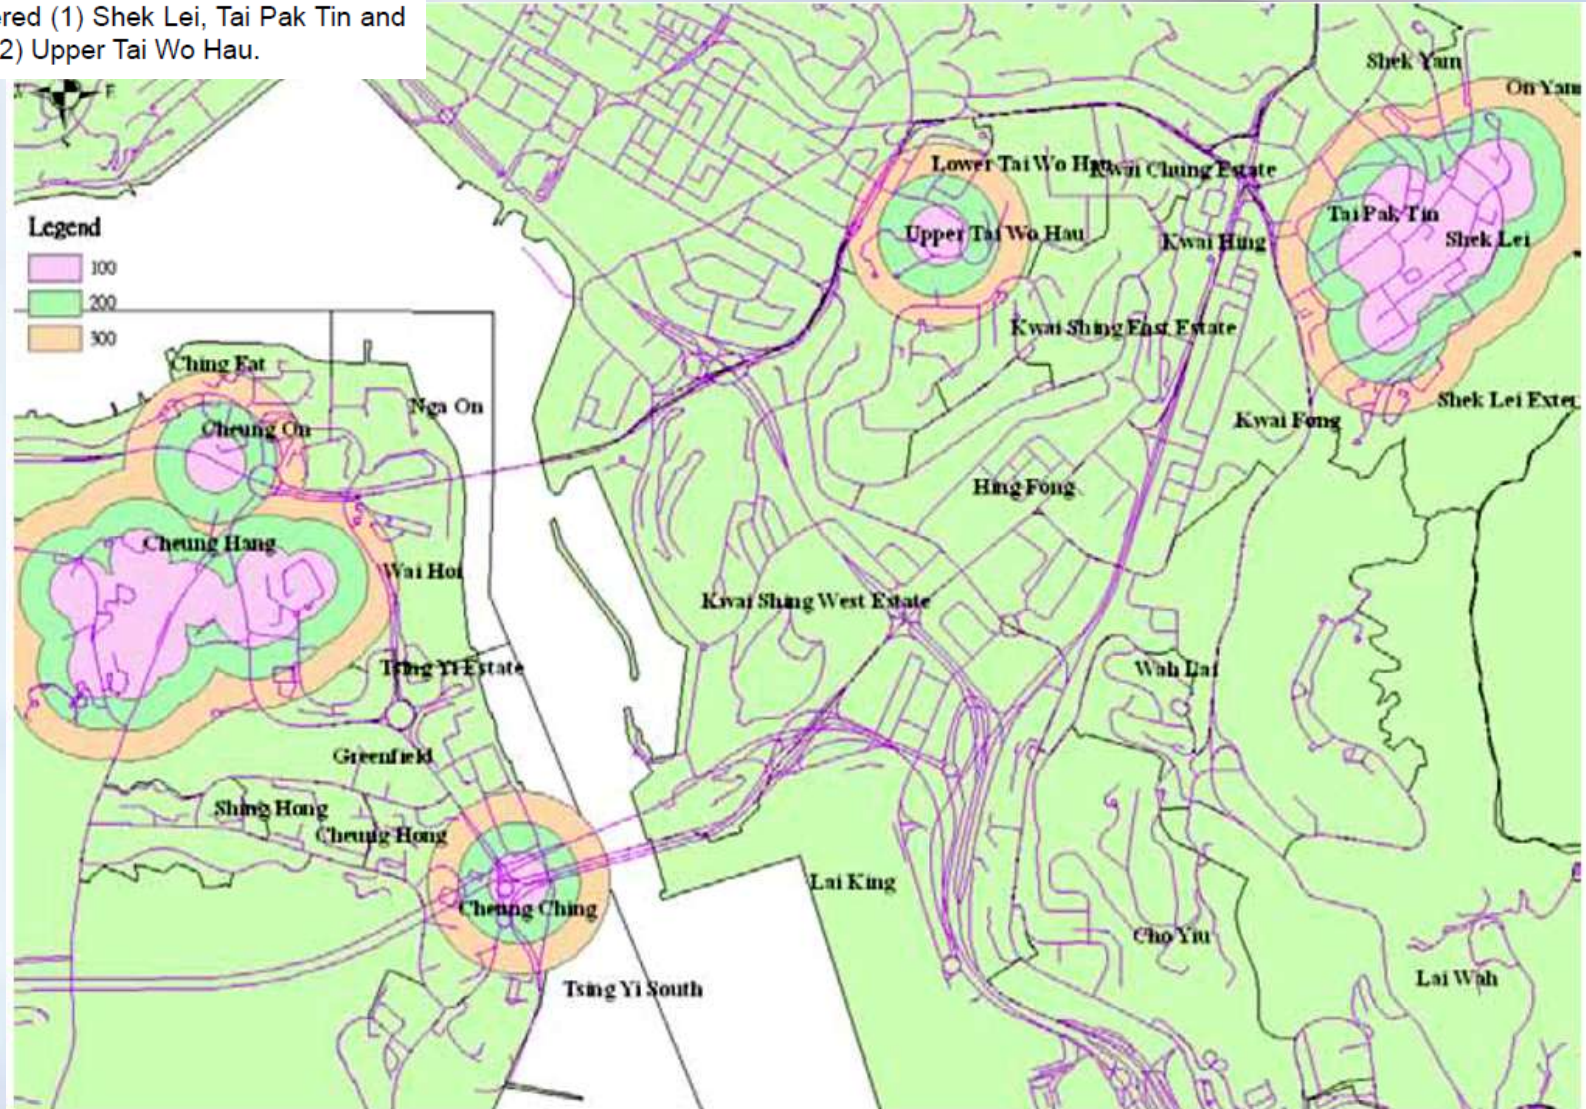 ered (1) Shek Lei, Tai Pak Tin and
2) Upper Tai Wo Hau.
E
Legend
100
200
300
Shek Yam
On Yam
Lower Tai Wo Hau
Kwai Chung Estate
Tai Pak Tin
Shek Lei
Upper Tai Wo Hau
Kwai Hing
Kwai Shing East Estate
Ching Fat
Nga On
Shek Lei Exte
Cheung On
Kwai Fong
Hing Fong
Cheung Hang
Wai Hoi
Kwai Shing West Estate
Tsing Yi Estate
Wah Lai
Greenfield
Shing Hong
Cheung Hong
Lai King
Cheung Ching
Cho Yiu
Lai Wah
Tsing Yi South